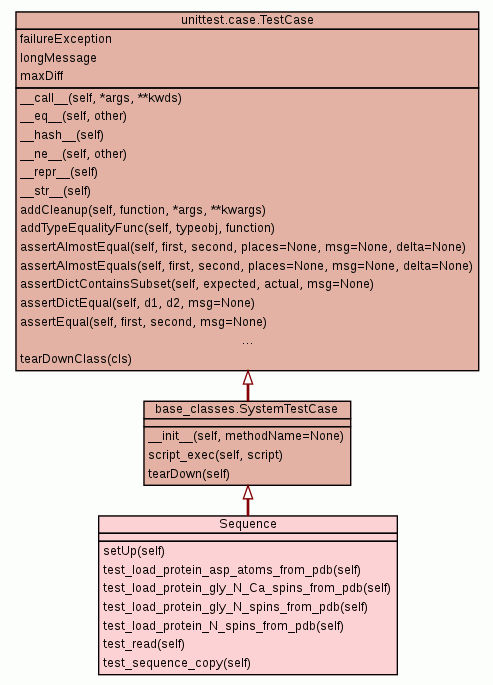 unittest.case.TestCase
failureException
longMessage
maxDiff
__call__(self, *args, **kwds)
__eq__(self, other)
__hash__(self)
__ne__(self, other)
__repr__(self)
__str__(self)
addCleanup(self, function, *args, **kwargs)
addTypeEqualityFunc(self, typeobj, function)
assertAlmostEqual(self, first, second, places=None, msg=None, delta=None)
assertAlmostEquals(self, first, second, places=None, msg=None, delta=None)
assertDictContainsSubset(self, expected, actual, msg=None)
assertDictEqual(self, d1, d2, msg=None)
assertEqual(self, first, second, msg=None)
...
tearDownClass(cls)
base_classes.SystemTestCase
__init__(self, methodName=None)
script_exec(self, script)
tearDown(self)
Sequence
setUp(self)
test_load_protein_asp_atoms_from_pdb(self)
test_load_protein_gly_N_Ca_spins_from_pdb(self)
test_load_protein_gly_N_spins_from_pdb(self)
test_load_protein_N_spins_from_pdb(self)
test_read(self)
test_sequence_copy(self)